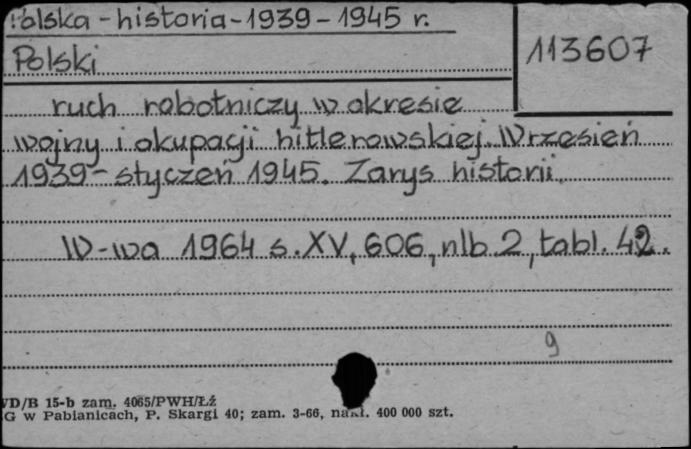 Polska - historia - 1939 - 1945 r.
113607
Polski
ruch robotniczy w okresie
wojny i okupacji hitlerowskiej. Wrzesień
1939 - styczeń 1945. Zarys historii.
W-wa 1964 s. XV, 606, nlb. 2, tabl. 42.
9
WD/B 15-b zam. 4065/PWH/Łź
G w Pabianicach, P. Skargi 40; zam. 3-66, nakł. 400 000 szt.